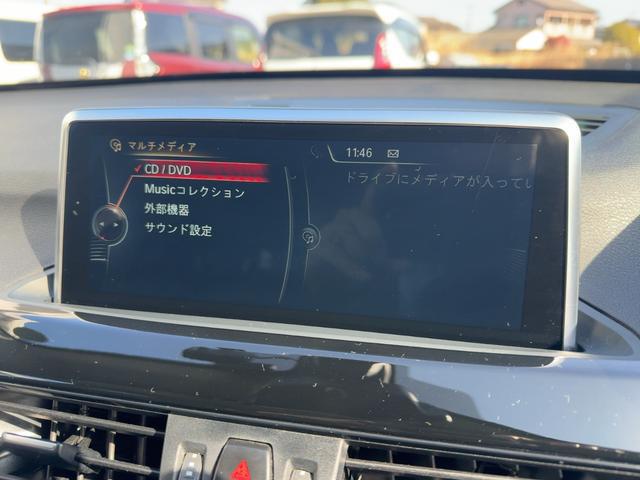 マルチメディア
11:46
✓ CD / DVD
ドライブにメディアが入ってい
Musicコレクション
外部機器
サウンド設定